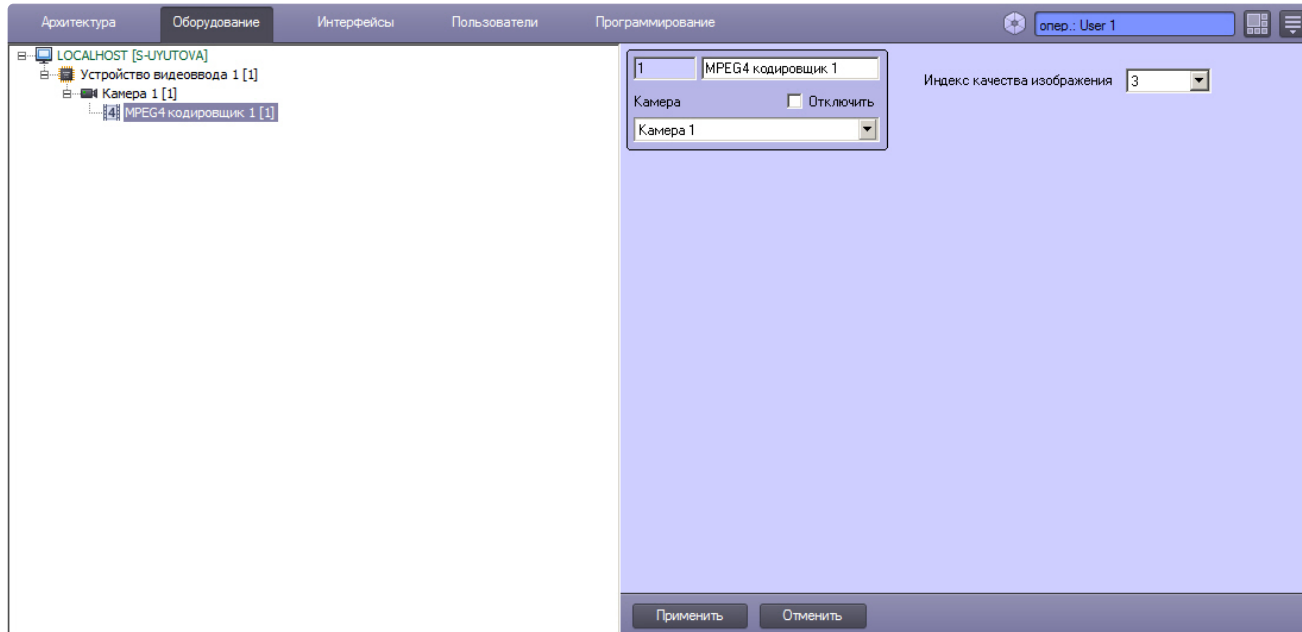 Архитектура Оборудование Интерфейсы Пользователи Программирование опер.: User 1
LOCALHOST [S-UYUTOVA]
Устройство видеоввода 1 [1]
Камера 1 [1]
4 MPEG4 кодировщик 1 [1]
1 MPEG4 кодировщик 1
Камера Отключить
Камера 1
Индекс качества изображения 3
Применить Отменить